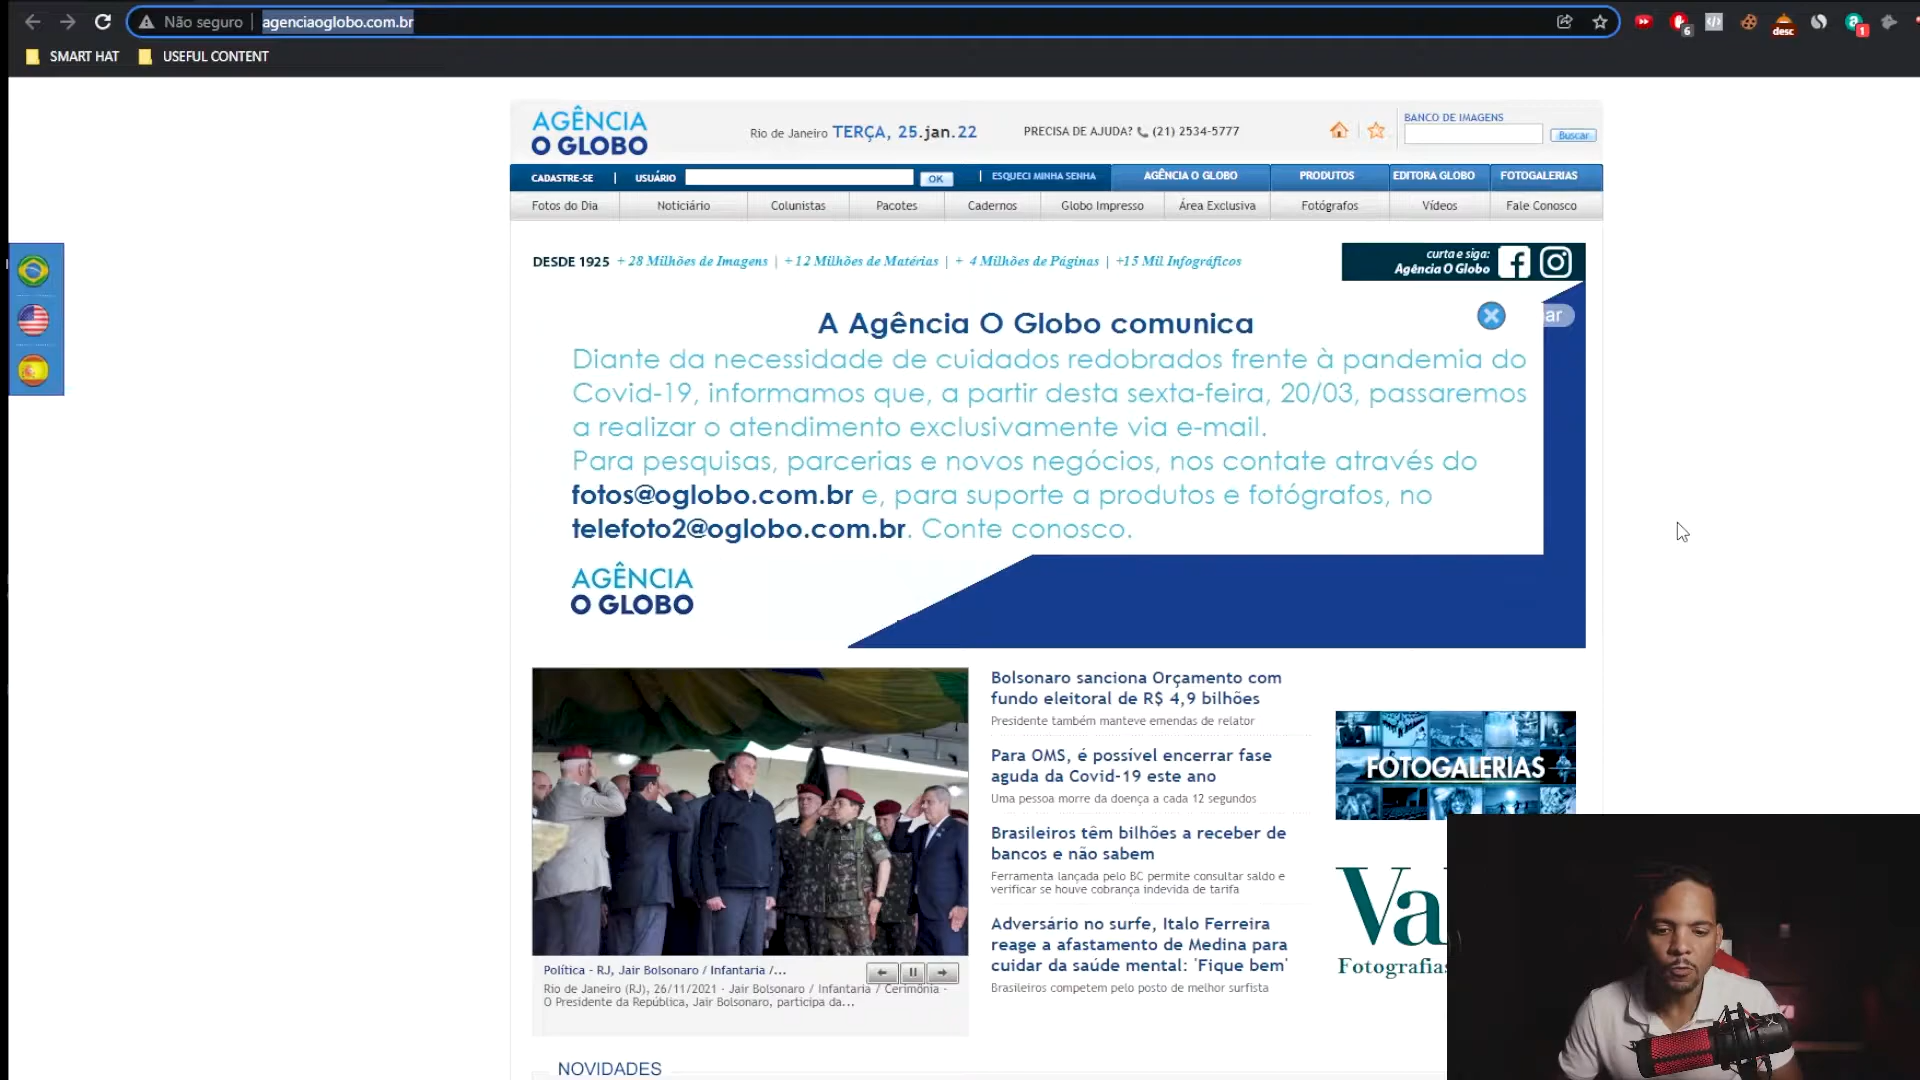 Não seguro | agenciaoglobo.com.br
6
desc
1
SMART HAT
USEFUL CONTENT
AGÊNCIA
O GLOBO
Rio de Janeiro TERÇA, 25.jan.22
PRECISA DE AJUDA? (21) 2534-5777
BANCO DE IMAGENS
Buscar
CADASTRE-SE | USUÁRIO OK | ESQUECI MINHA SENHA
AGÊNCIA O GLOBO
PRODUTOS
EDITORA GLOBO
FOTOGALERIAS
Fotos do Dia
Noticiário
Colunistas
Pacotes
Cadernos
Globo Impresso
Área Exclusiva
Fotógrafos
Vídeos
Fale Conosco
DESDE 1925 + 28 Milhões de Imagens | +12 Milhões de Matérias | + 4 Milhões de Páginas | +15 Mil Infográficos
curta e siga:
Agência O Globo
A Agência O Globo comunica
ar
Diante da necessidade de cuidados redobrados frente à pandemia do
Covid-19, informamos que, a partir desta sexta-feira, 20/03, passaremos
a realizar o atendimento exclusivamente via e-mail.
Para pesquisas, parcerias e novos negócios, nos contate através do
fotos@oglobo.com.br e, para suporte a produtos e fotógrafos, no
telefoto2@oglobo.com.br. Conte conosco.
AGÊNCIA
O GLOBO
Bolsonaro sanciona Orçamento com
fundo eleitoral de R$ 4,9 bilhões
Presidente também manteve emendas de relator
Para OMS, é possível encerrar fase
aguda da Covid-19 este ano
Uma pessoa morre da doença a cada 12 segundos
Brasileiros têm bilhões a receber de
bancos e não sabem
Ferramenta lançada pelo BC permite consultar saldo e
verificar se houve cobrança indevida de tarifa
Adversário no surfe, Italo Ferreira
reage a afastamento de Medina para
cuidar da saúde mental: 'Fique bem'
Brasileiros competem pelo posto de melhor surfista
FOTOGALERIAS
Val
Fotografias
Política - RJ, Jair Bolsonaro / Infantaria /...
Rio de Janeiro (RJ), 26/11/2021 - Jair Bolsonaro / Infantaria / Cerimônia -
O Presidente da República, Jair Bolsonaro, participa da...
NOVIDADES